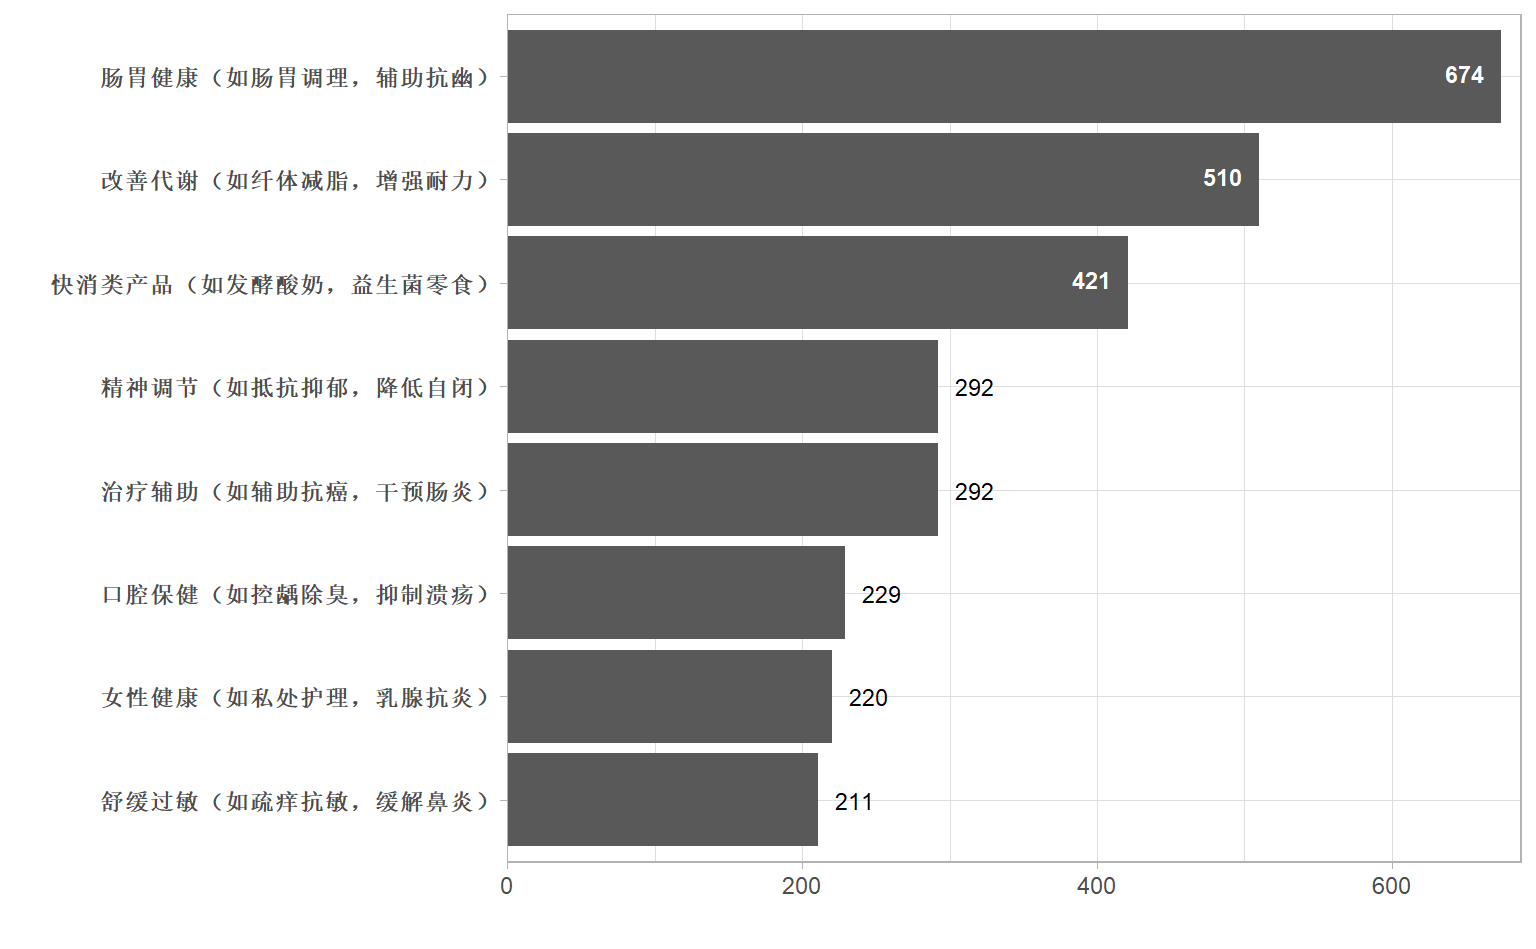 肠胃健康（如肠胃调理，辅助抗幽） 674
改善代谢（如纤体减脂，增强耐力） 510
快消类产品（如发酵酸奶，益生菌零食） 421
精神调节（如抵抗抑郁，降低自闭） 292
治疗辅助（如辅助抗癌，干预肠炎） 292
口腔保健（如控龋除臭，抑制溃疡） 229
女性健康（如私处护理，乳腺抗炎） 220
舒缓过敏（如疏痒抗敏，缓解鼻炎） 211
0 200 400 600